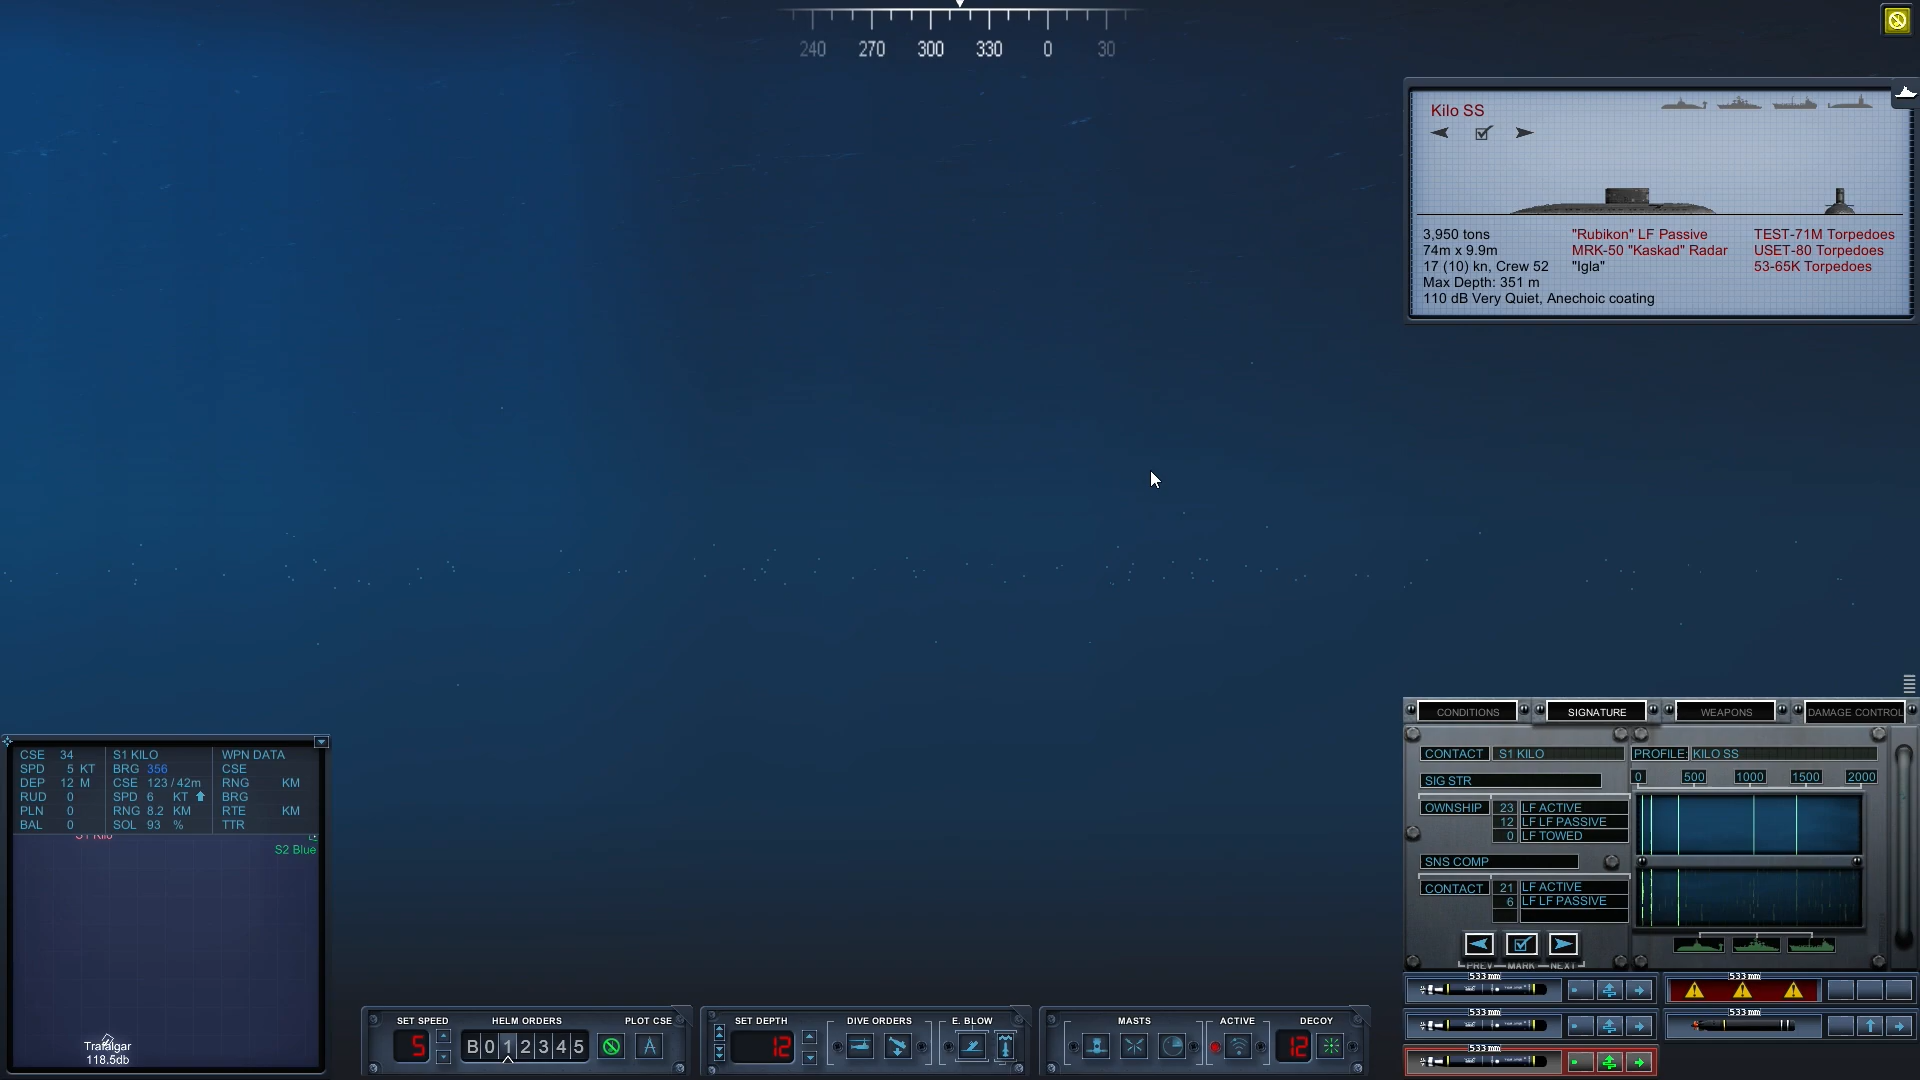 240 270 300 330 0 30
Kilo SS
3,950 tons
74m x 9.9m
17 (10) kn, Crew 52
Max Depth: 351 m
110 dB Very Quiet, Anechoic coating
"Rubikon" LF Passive
MRK-50 "Kaskad" Radar
"Igla"
TEST-71M Torpedoes
USET-80 Torpedoes
53-65K Torpedoes
CSE 34
SPD 5 KT
DEP 12 M
RUD 0
PLN 0
BAL 0
S1 KILO
BRG 356
CSE 123 / 42m
SPD 6 KT
RNG 8.2 KM
SOL 93 %
WPN DATA
CSE
RNG KM
BRG
RTE KM
TTR
S1 Kilo
S2 Blue
Trafalgar
118.5db
SET SPEED
5
HELM ORDERS
B 0 1 2 3 4 5
PLOT CSE
SET DEPTH
12
DIVE ORDERS
E. BLOW
MASTS
ACTIVE
DECOY
12
CONDITIONS
SIGNATURE
WEAPONS
DAMAGE CONTROL
CONTACT S1 KILO
SIG STR
OWNSHIP 23 LF ACTIVE
12 LF LF PASSIVE
0 LF TOWED
SNS COMP
CONTACT 21 LF ACTIVE
6 LF LF PASSIVE
PREV MARK NEXT
PROFILE: KILO SS
0 500 1000 1500 2000
533 mm
533 mm
533 mm
533 mm
533 mm